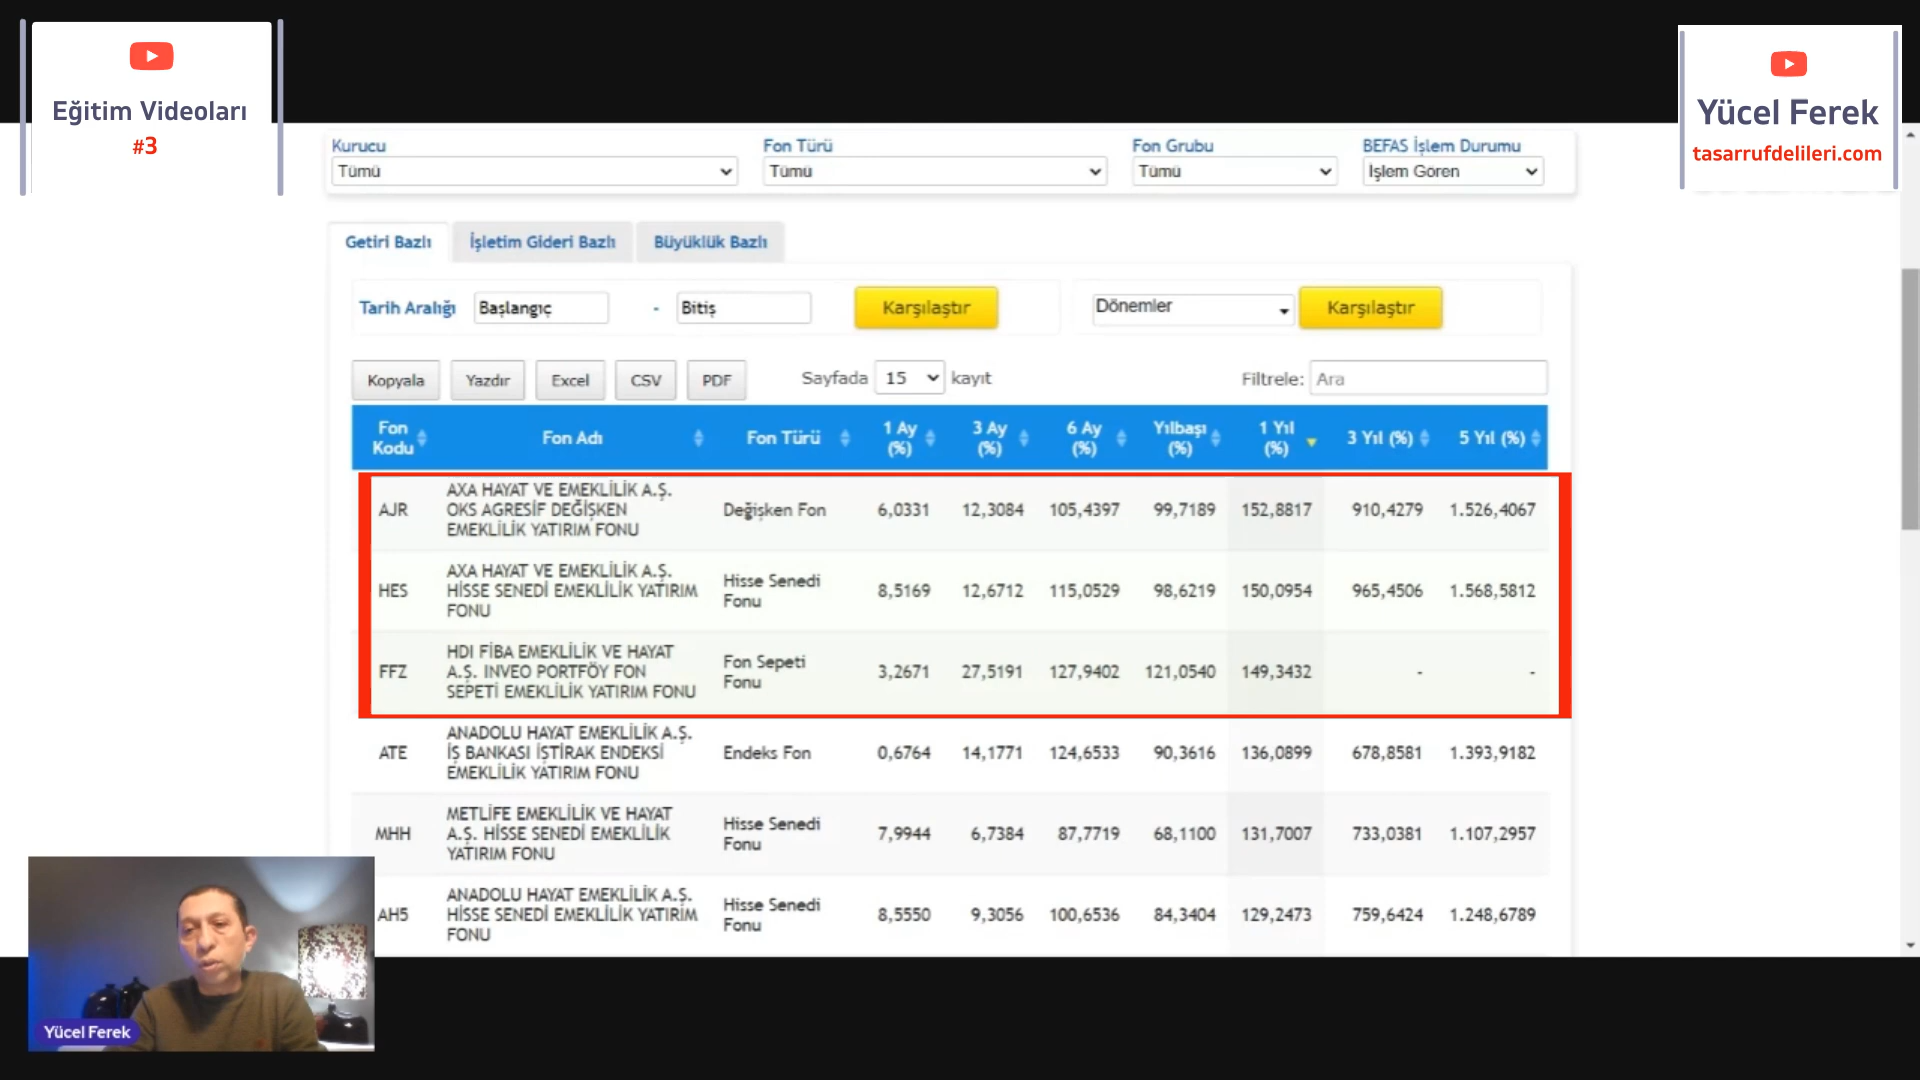 Eğitim Videoları
#3
Yücel Ferek
tasarrufdelileri.com
Kurucu
Fon Türü
Fon Grubu
BEFAS İşlem Durumu
Tümü
Tümü
Tümü
İşlem Gören
Getiri Bazlı
İşletim Gideri Bazlı
Büyüklük Bazlı
Tarih Aralığı Başlangıç - Bitiş Karşılaştır Dönemler Karşılaştır
Kopyala Yazdır Excel CSV PDF Sayfada 15 kayıt Filtrele: Ara
Fon Kodu Fon Adı Fon Türü 1 Ay (%) 3 Ay (%) 6 Ay (%) Yılbaşı (%) 1 Yıl (%) 3 Yıl (%) 5 Yıl (%)
AXA HAYAT VE EMEKLİLİK A.Ş.
AJR OKS AGRESİF DEĞİŞKEN Değişken Fon 6,0331 12,3084 105,4397 99,7189 152,8817 910,4279 1.526,4067
EMEKLİLİK YATIRIM FONU
AXA HAYAT VE EMEKLİLİK A.Ş.
HES HİSSE SENEDİ EMEKLİLİK YATIRIM Hisse Senedi Fonu 8,5169 12,6712 115,0529 98,6219 150,0954 965,4506 1.568,5812
FONU
HDI FİBA EMEKLİLİK VE HAYAT
FFZ A.Ş. INVEO PORTFÖY FON Fon Sepeti Fonu 3,2671 27,5191 127,9402 121,0540 149,3432 - -
SEPETİ EMEKLİLİK YATIRIM FONU
ANADOLU HAYAT EMEKLİLİK A.Ş.
ATE İŞ BANKASI İŞTİRAK ENDEKSİ Endeks Fon 0,6764 14,1771 124,6533 90,3616 136,0899 678,8581 1.393,9182
EMEKLİLİK YATIRIM FONU
METLİFE EMEKLİLİK VE HAYAT
MHH A.Ş. HİSSE SENEDİ EMEKLİLİK Hisse Senedi Fonu 7,9944 6,7384 87,7719 68,1100 131,7007 733,0381 1.107,2957
YATIRIM FONU
ANADOLU HAYAT EMEKLİLİK A.Ş.
AH5 HİSSE SENEDİ EMEKLİLİK YATIRIM Hisse Senedi Fonu 8,5550 9,3056 100,6536 84,3404 129,2473 759,6424 1.248,6789
FONU
Yücel Ferek